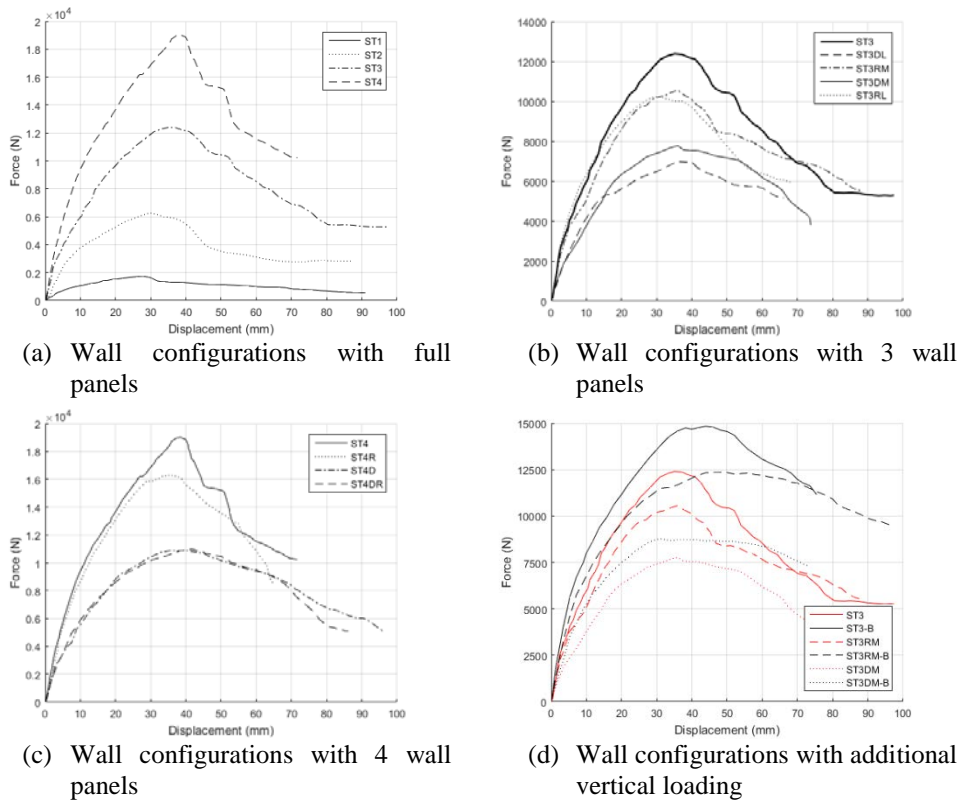 ×10⁴
2
1.8
1.6
1.4
1.2
1
0.8
0.6
0.4
0.2
0
Force (N)
0 10 20 30 40 50 60 70 80 90 100
Displacement (mm)
ST1
ST2
ST3
ST4
(a) Wall configurations with full
panels
14000
12000
10000
8000
6000
4000
2000
0
Force (N)
0 10 20 30 40 50 60 70 80 90 100
Displacement (mm)
ST3
ST3DL
ST3RM
ST3DM
ST3RL
(b) Wall configurations with 3 wall
panels
×10⁴
2
1.8
1.6
1.4
1.2
1
0.8
0.6
0.4
0.2
0
Force (N)
0 10 20 30 40 50 60 70 80 90 100
Displacement (mm)
ST4
ST4R
ST4D
ST4DR
(c) Wall configurations with 4 wall
panels
15000
12500
10000
7500
5000
2500
0
Force (N)
0 10 20 30 40 50 60 70 80 90 100
Displacement (mm)
ST3
ST3-B
ST3RM
ST3RM-B
ST3DM
ST3DM-B
(d) Wall configurations with additional
vertical loading